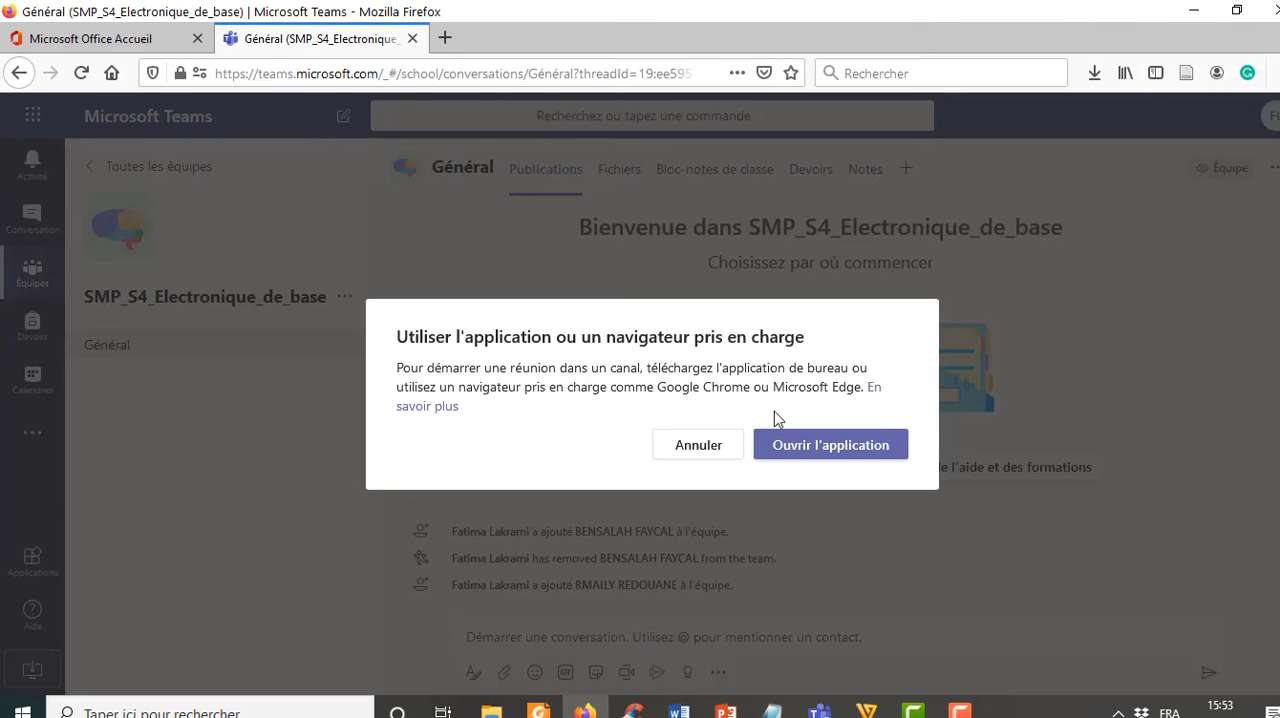 Général (SMP_S4_Electronique_de_base) | Microsoft Teams - Mozilla Firefox
Microsoft Office Accueil
Général (SMP_S4_Electronique_
https://teams.microsoft.com/_#/school/conversations/Général?threadId=19:ee595
Rechercher
Microsoft Teams
Recherchez ou tapez une commande
FL
Activité
Conversation
Équipes
Devoirs
Calendrier
Applications
Aide
Toutes les équipes
SMP_S4_Electronique_de_base
Général
Général
Publications
Fichiers
Bloc-notes de classe
Devoirs
Notes
Équipe
Bienvenue dans SMP_S4_Electronique_de_base
Choisissez par où commencer
Utiliser l'application ou un navigateur pris en charge
Pour démarrer une réunion dans un canal, téléchargez l'application de bureau ou
utilisez un navigateur pris en charge comme Google Chrome ou Microsoft Edge. En
savoir plus
Annuler
Ouvrir l'application
de l'aide et des formations
Fatima Lakrami a ajouté BENSALAH FAYCAL à l'équipe.
Fatima Lakrami has removed BENSALAH FAYCAL from the team.
Fatima Lakrami a ajouté RMAILY REDOUANE à l'équipe.
Démarrer une conversation. Utilisez @ pour mentionner un contact.
GIF
Taper ici pour rechercher
FRA
15:53